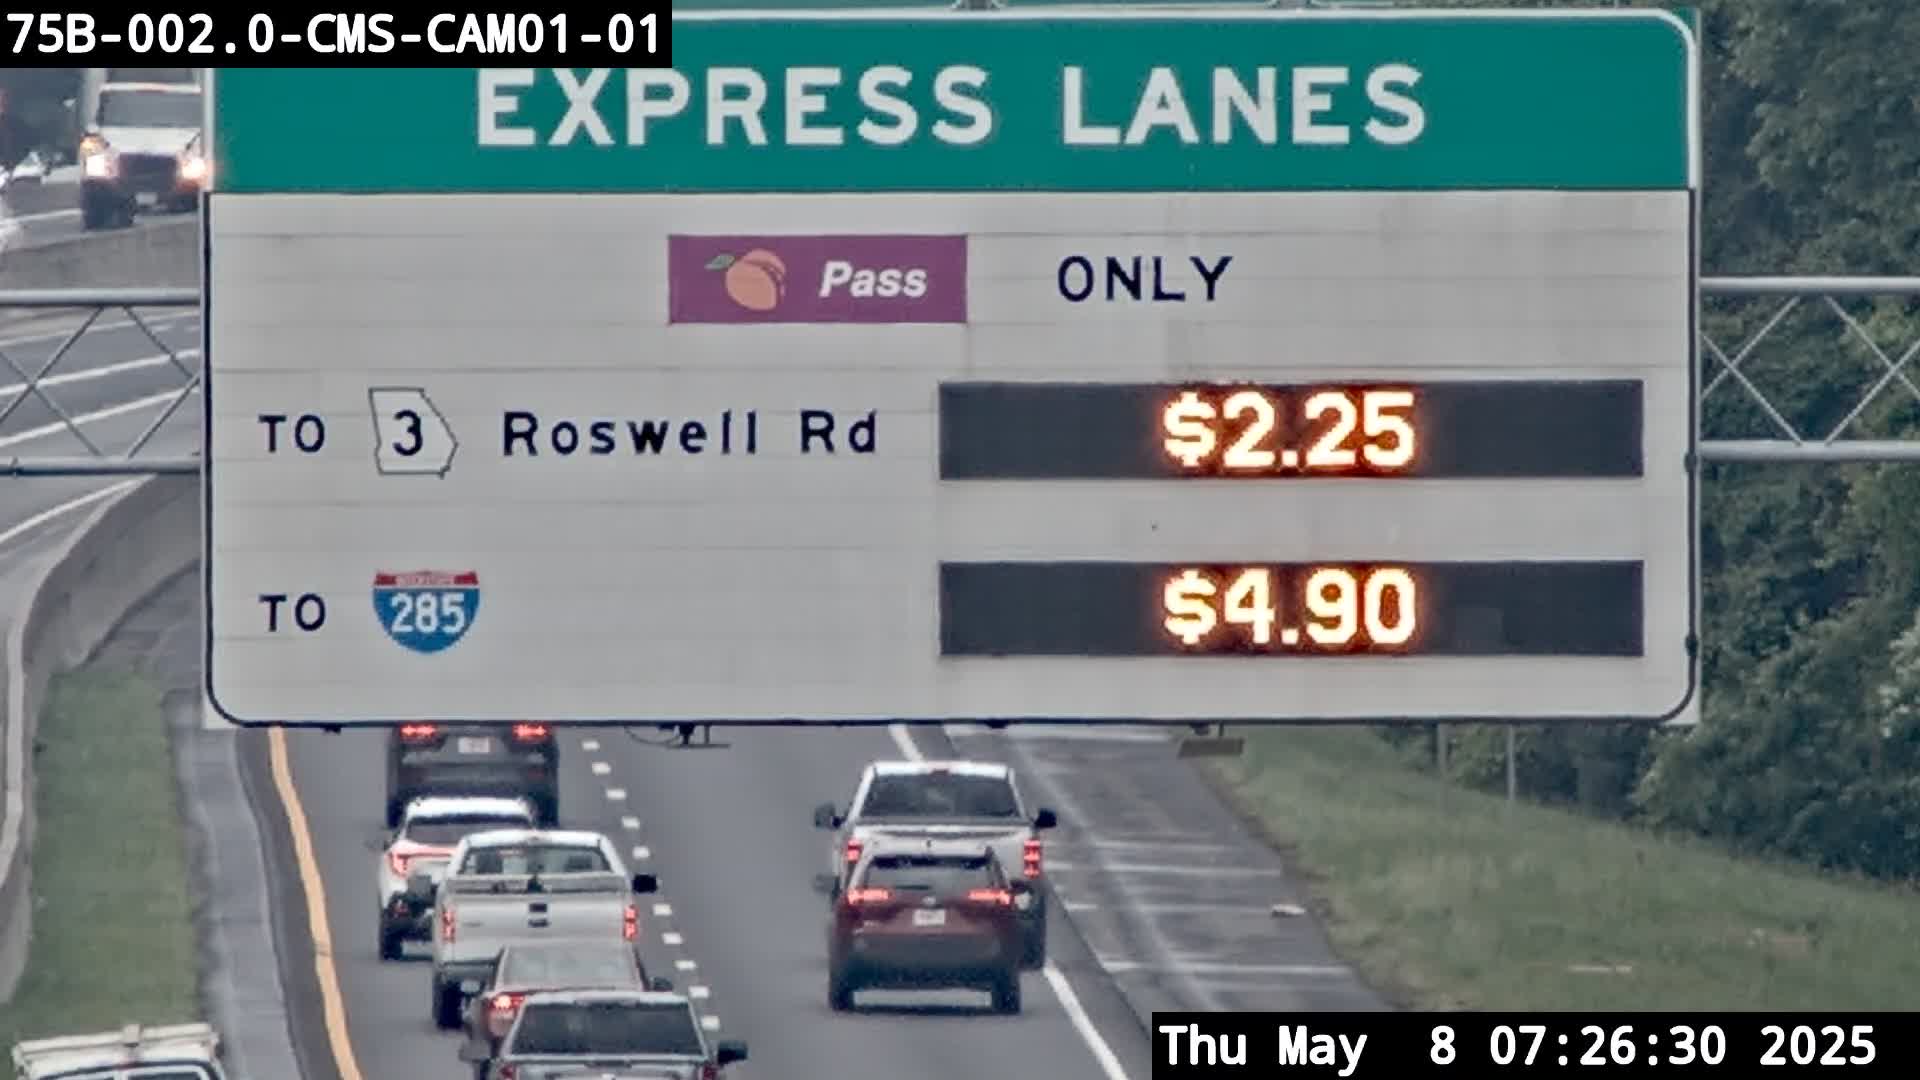 75B-002.0-CMS-CAM01-01
EXPRESS LANES
Pass ONLY
TO 3 Roswell Rd $2.25
TO 285 $4.90
Thu May 8 07:26:30 2025